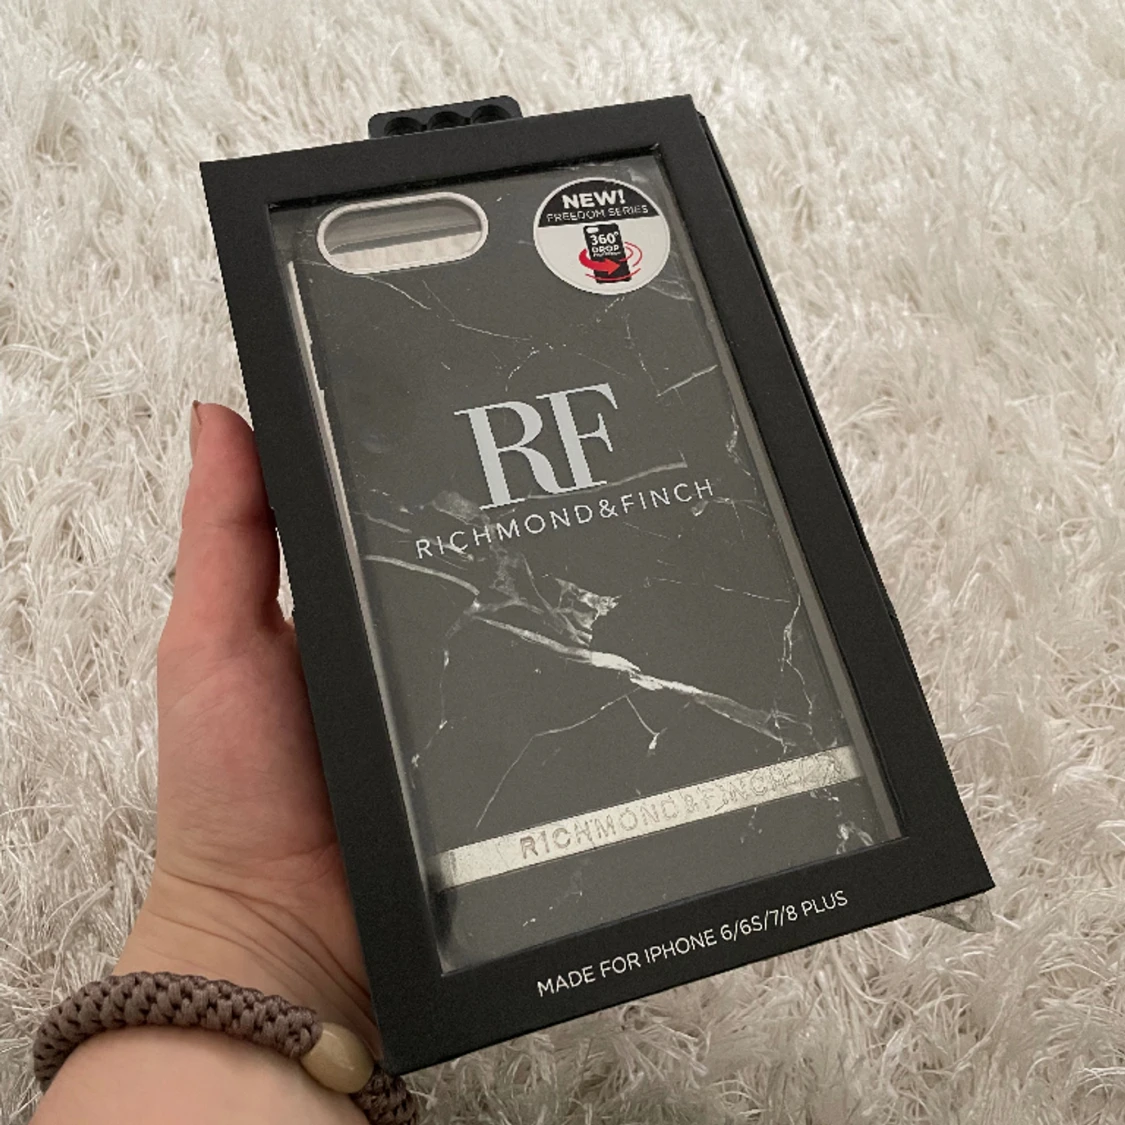 NEW!
FREEDOM SERIES
360°
DROP
RF
RICHMOND&FINCH
RICHMOND&FINCH
MADE FOR IPHONE 6/6S/7/8 PLUS